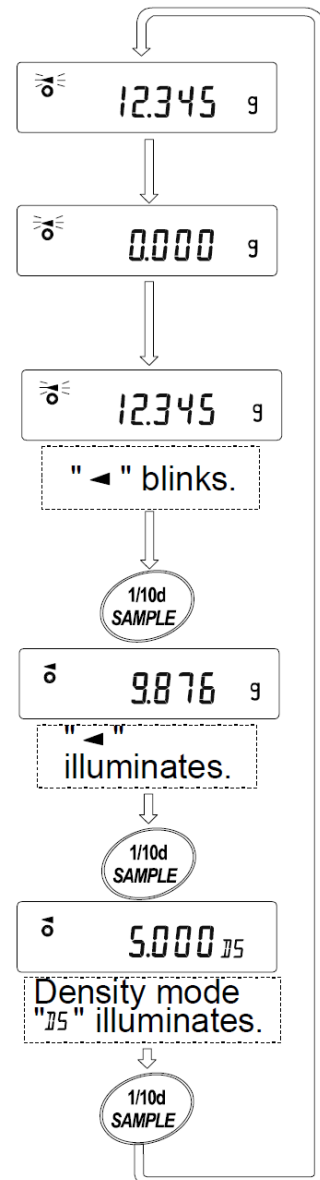 12.345 g
0.000 g
12.345 g
"◄" blinks.
1/10d
SAMPLE
9.876 g
"◄"
illuminates.
1/10d
SAMPLE
5.000 DS
Density mode
"DS" illuminates.
1/10d
SAMPLE